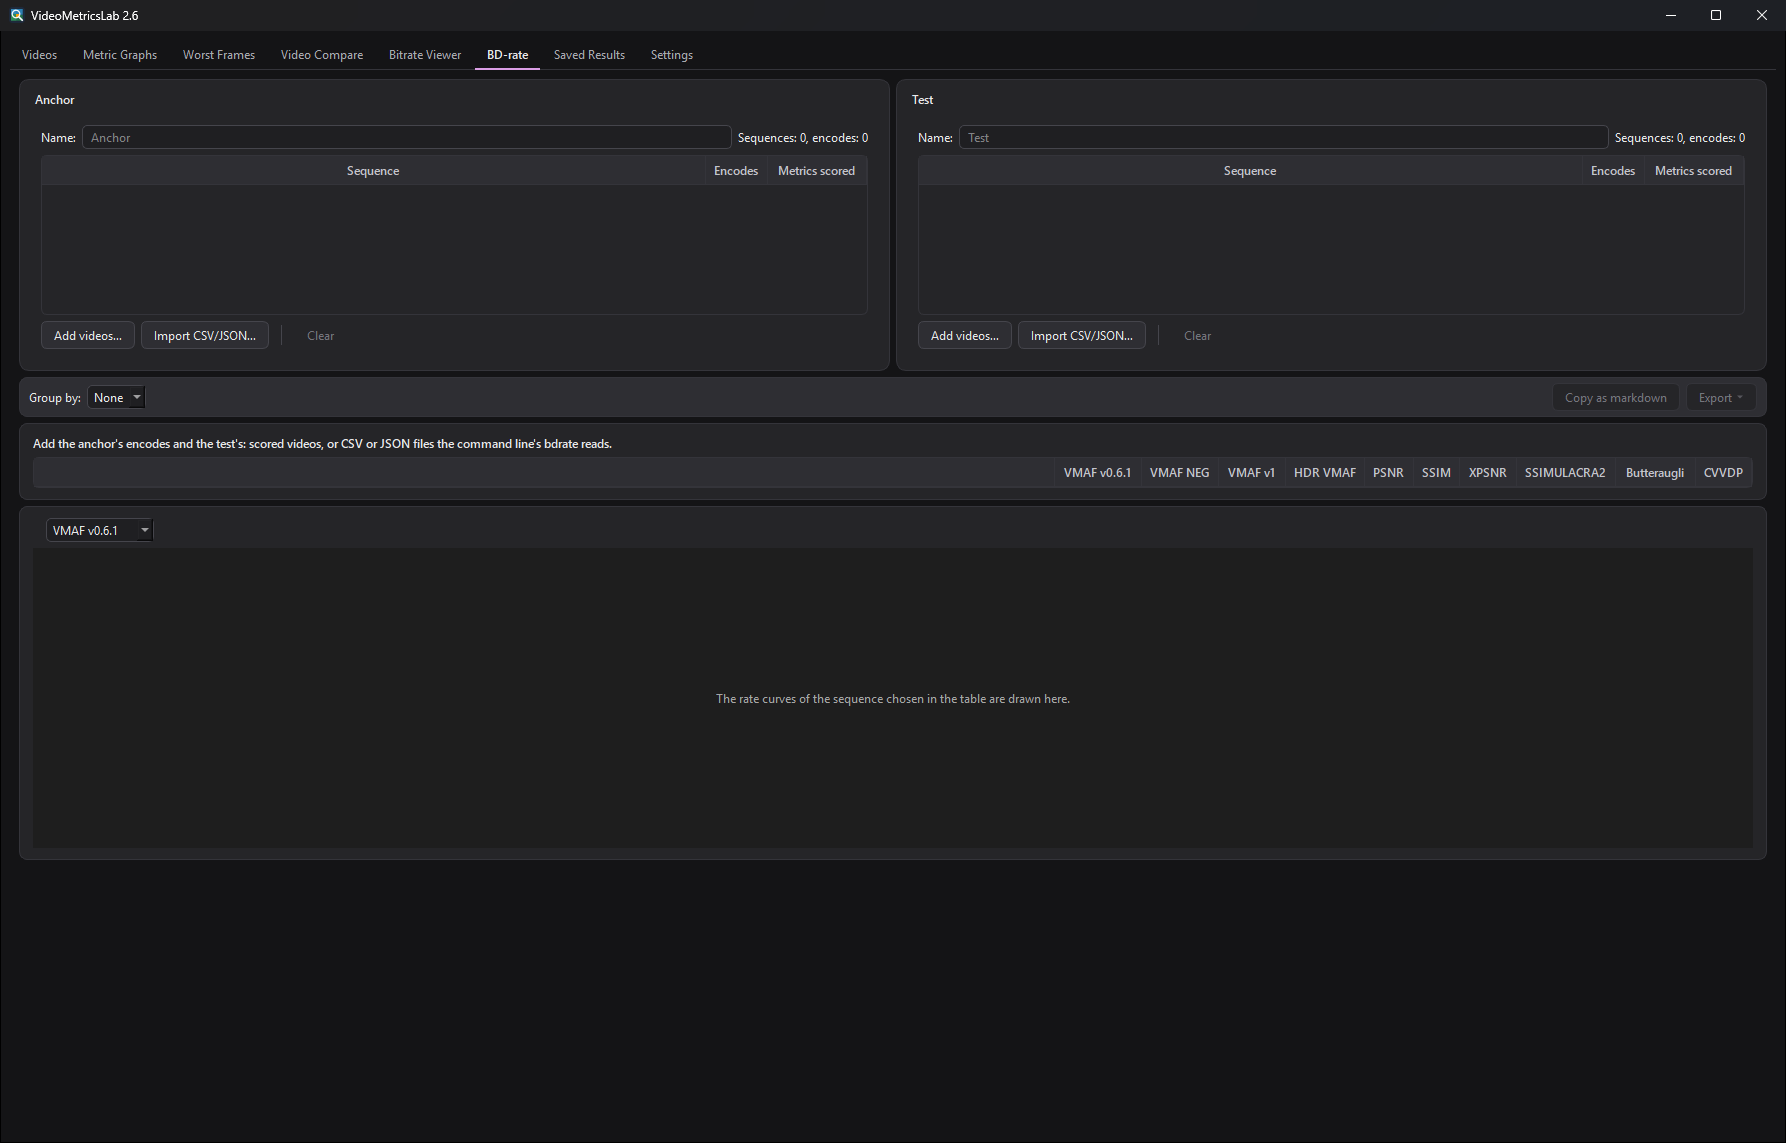 VideoMetricsLab 2.6
Videos Metric Graphs Worst Frames Video Compare Bitrate Viewer BD-rate Saved Results Settings
Anchor
Name: Anchor Sequences: 0, encodes: 0
Sequence Encodes Metrics scored
Add videos... Import CSV/JSON... Clear
Test
Name: Test Sequences: 0, encodes: 0
Sequence Encodes Metrics scored
Add videos... Import CSV/JSON... Clear
Group by: None Copy as markdown Export
Add the anchor's encodes and the test's: scored videos, or CSV or JSON files the command line's bdrate reads.
VMAF v0.6.1 VMAF NEG VMAF v1 HDR VMAF PSNR SSIM XPSNR SSIMULACRA2 Butteraugli CVVDP
VMAF v0.6.1
The rate curves of the sequence chosen in the table are drawn here.